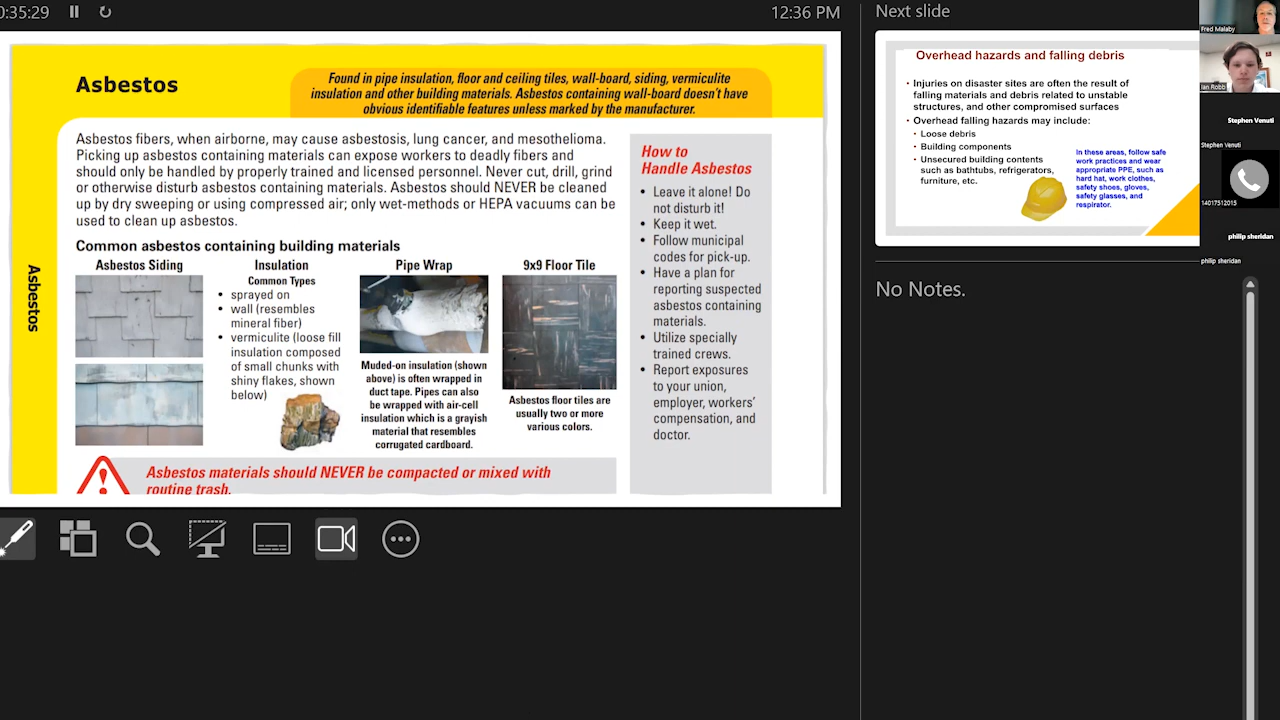 0:35:29
12:36 PM
Asbestos
Found in pipe insulation, floor and ceiling tiles, wall-board, siding, vermiculite
insulation and other building materials. Asbestos containing wall-board doesn't have
obvious identifiable features unless marked by the manufacturer.
Asbestos fibers, when airborne, may cause asbestosis, lung cancer, and mesothelioma.
Picking up asbestos containing materials can expose workers to deadly fibers and
should only be handled by properly trained and licensed personnel. Never cut, drill, grind
or otherwise disturb asbestos containing materials. Asbestos should NEVER be cleaned
up by dry sweeping or using compressed air; only wet methods or HEPA vacuums can be
used to clean up asbestos.
Common asbestos containing building materials
Asbestos Siding
Insulation
Common Types
• sprayed on
• wall (resembles
mineral fiber)
• vermiculite (loose fill
insulation composed
of small chunks with
shiny flakes, shown
below)
Pipe Wrap
Muded-on insulation (shown
above) is often wrapped in
duct tape. Pipes can also
be wrapped with air-cell
insulation which is a grayish
material that resembles
corrugated cardboard.
9x9 Floor Tile
Asbestos floor tiles are
usually two or more
various colors.
Asbestos materials should NEVER be compacted or mixed with
routine trash.
How to
Handle Asbestos
• Leave it alone! Do
not disturb it!
• Keep it wet.
• Follow municipal
codes for pick-up.
• Have a plan for
reporting suspected
asbestos containing
materials.
• Utilize specially
trained crews.
• Report exposures
to your union,
employer, workers'
compensation, and
doctor.
Asbestos
Next slide
Overhead hazards and falling debris
• Injuries on disaster sites are often the result of
falling materials and debris related to unstable
structures, and other compromised surfaces
• Overhead falling hazards may include:
• Loose debris
• Building components
• Unsecured building contents
such as bathtubs, refrigerators,
furniture, etc.
In these areas, follow safe
work practices and wear
appropriate PPE, such as
hard hat, work clothes,
safety shoes, gloves,
safety glasses, and
respirator.
No Notes.
Fred Malaby
Ian Robb
Stephen Venuti
Stephen Venuti
14017512015
philip sheridan
philip sheridan